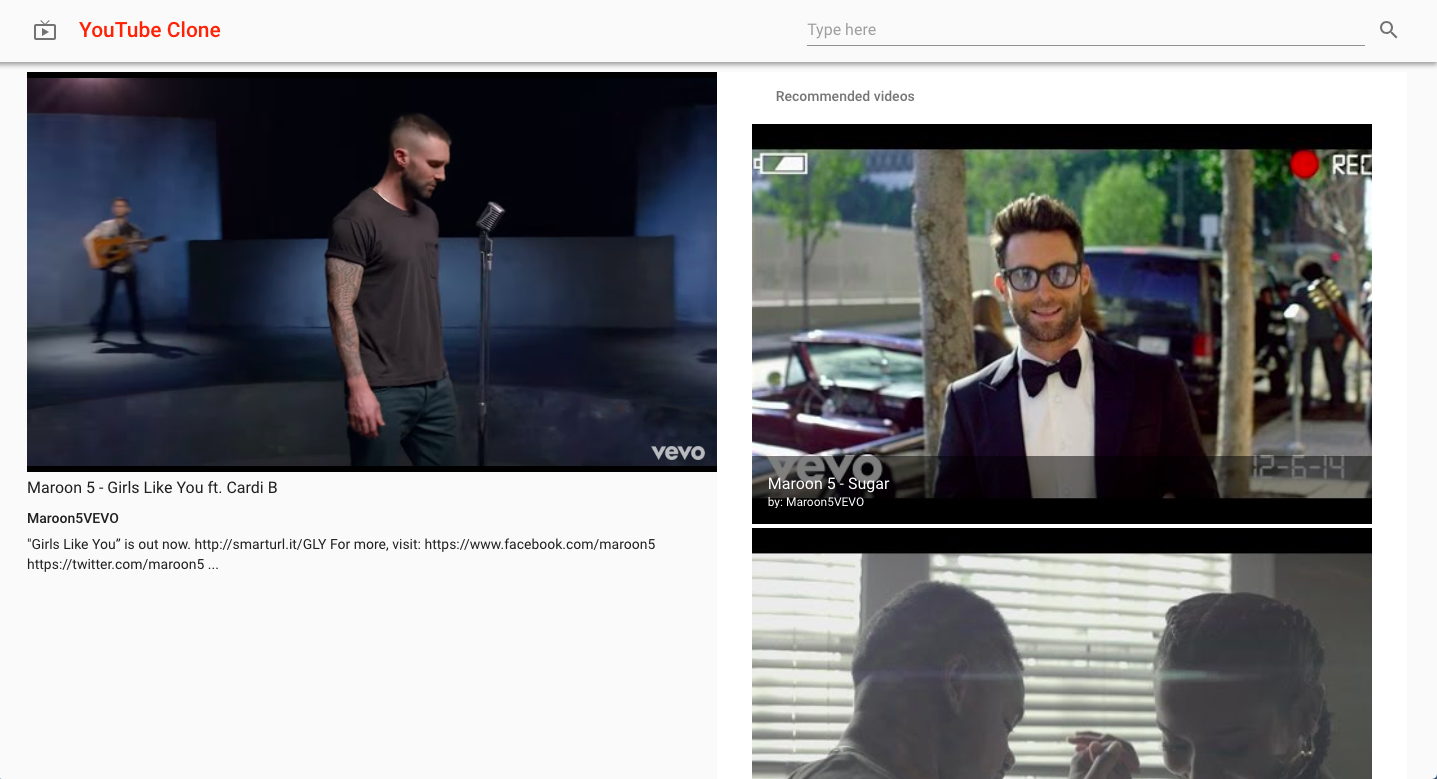 YouTube Clone
Type here
vevo
Maroon 5 - Girls Like You ft. Cardi B
Maroon5VEVO
"Girls Like You” is out now. http://smarturl.it/GLY For more, visit: https://www.facebook.com/maroon5
https://twitter.com/maroon5 ...
Recommended videos
REC
vevo
12-6-14
Maroon 5 - Sugar
by: Maroon5VEVO